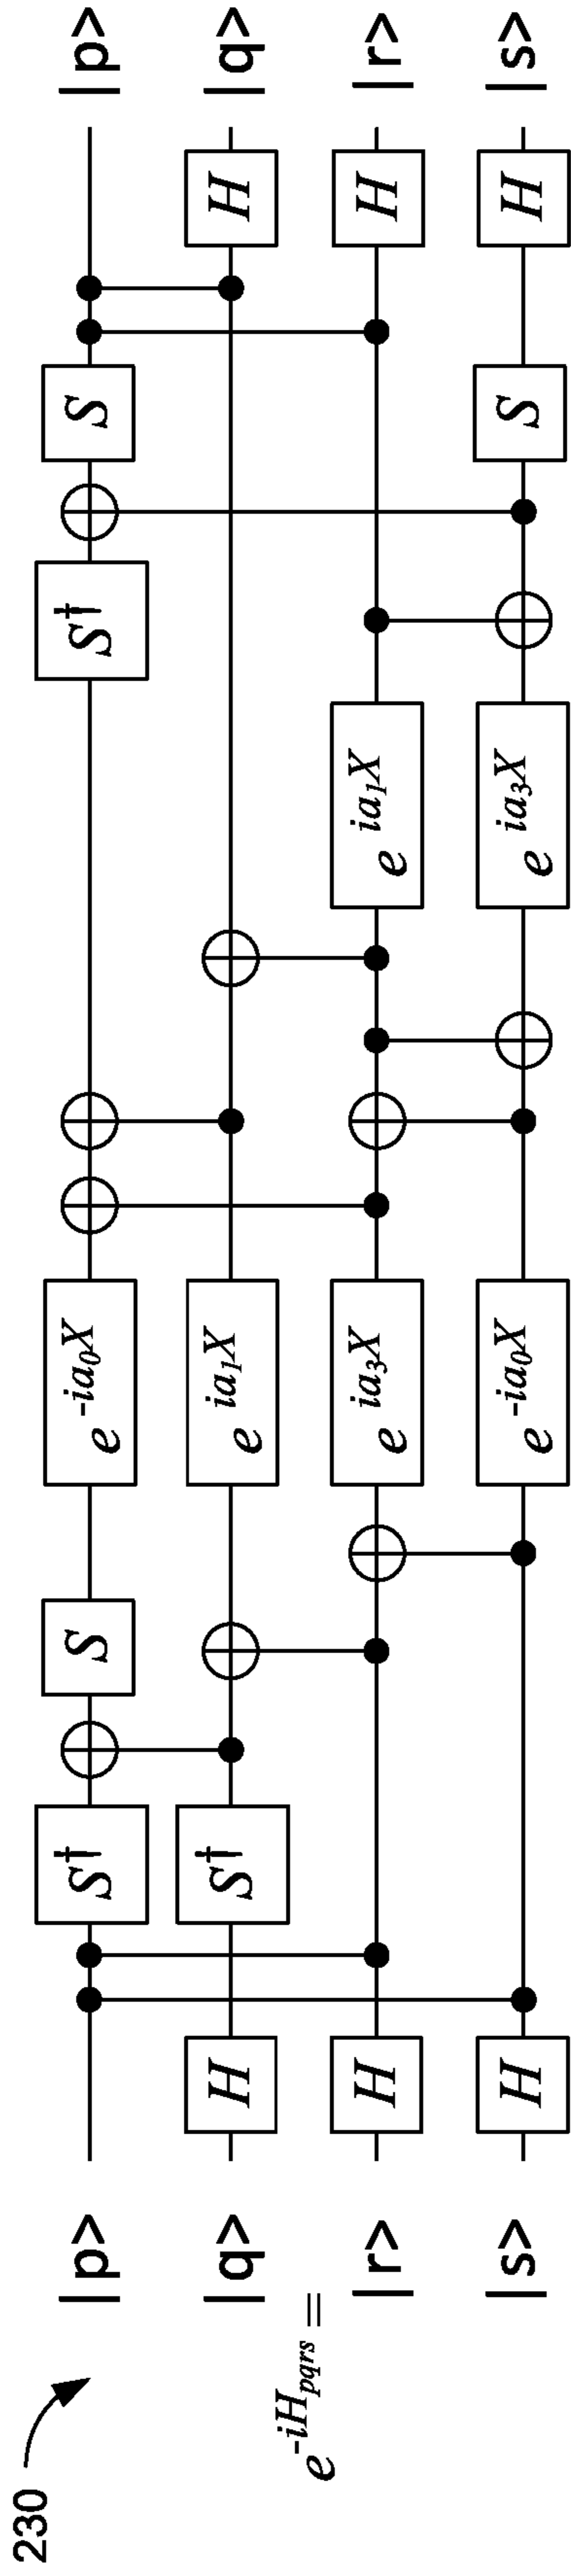 230
e^{-iH_{pqrs}} =
|p> S† S e^{-ia_0X} S† S |p>
|q> H S† e^{ia_1X} H |q>
|r> H e^{ia_3X} e^{ia_1X} H |r>
|s> H e^{-ia_0X} e^{ia_3X} S H |s>